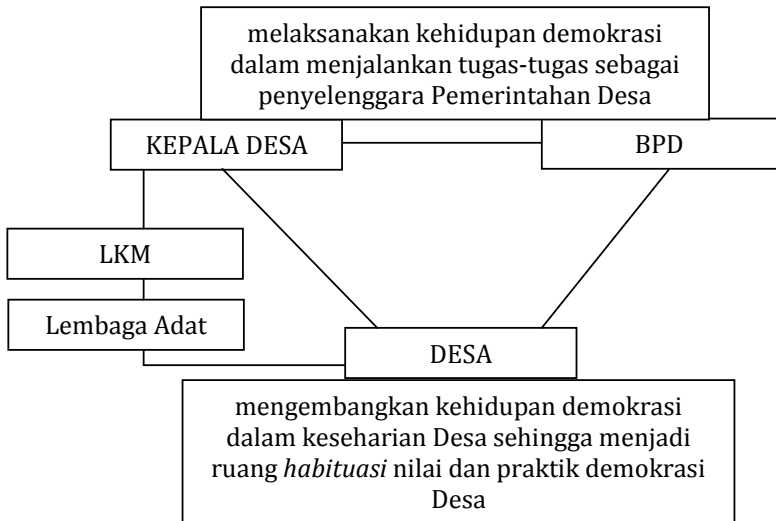 melaksanakan kehidupan demokrasi
dalam menjalankan tugas-tugas sebagai
penyelenggara Pemerintahan Desa
KEPALA DESA
BPD
LKM
Lembaga Adat
DESA
mengembangkan kehidupan demokrasi
dalam keseharian Desa sehingga menjadi
ruang habituasi nilai dan praktik demokrasi
Desa